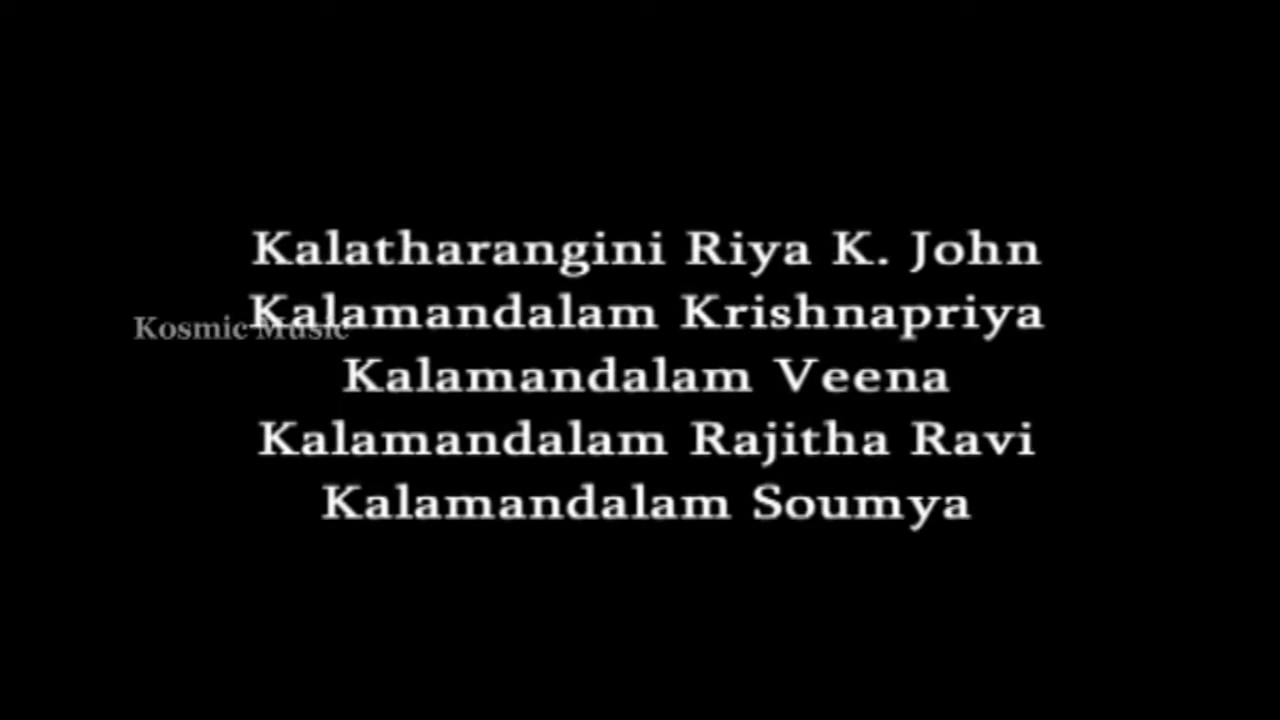 Kalatharangini Riya K. John
Kalamandalam Krishnapriya
Kosmic Music
Kalamandalam Veena
Kalamandalam Rajitha Ravi
Kalamandalam Soumya